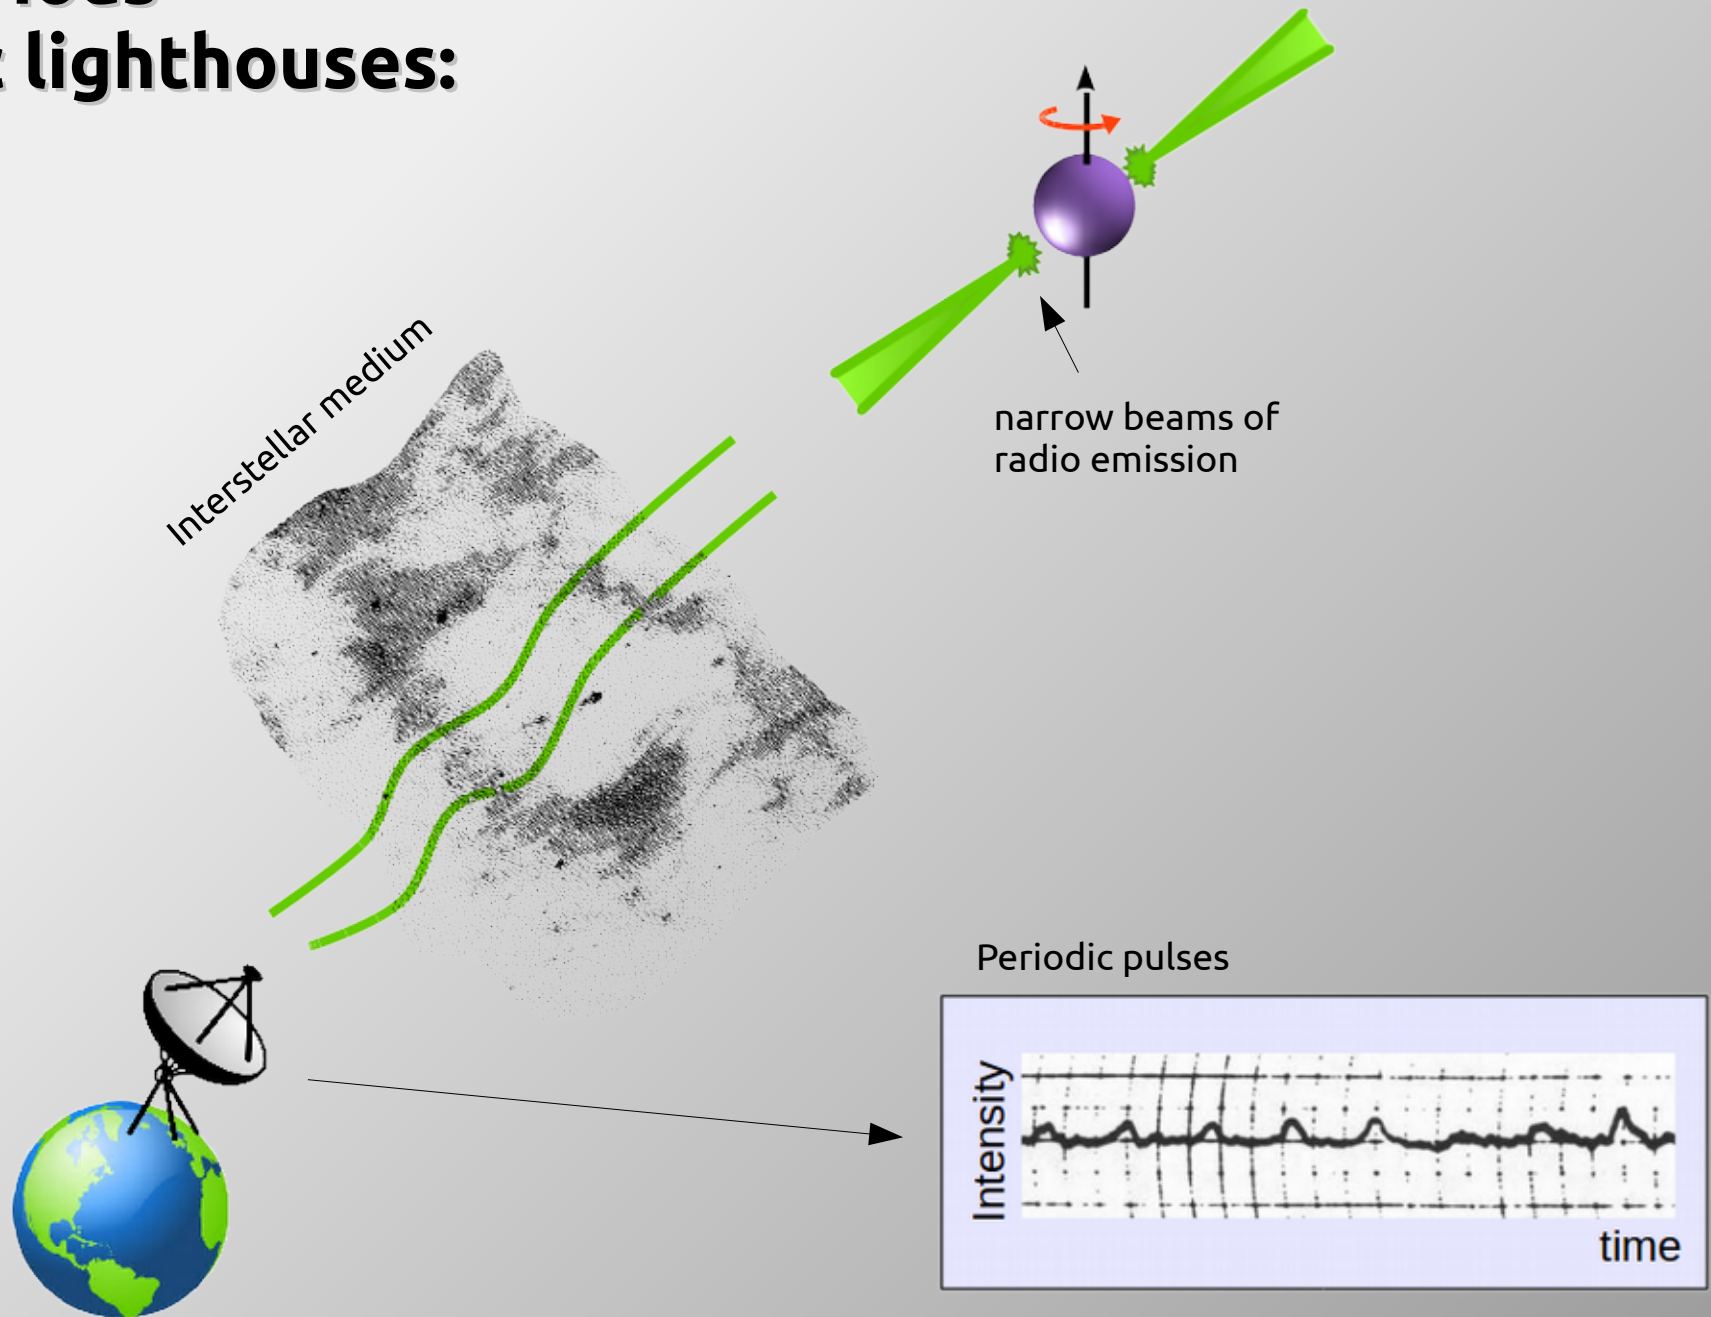 lighthouses:
Interstellar medium
narrow beams of
radio emission
Periodic pulses
Intensity
time